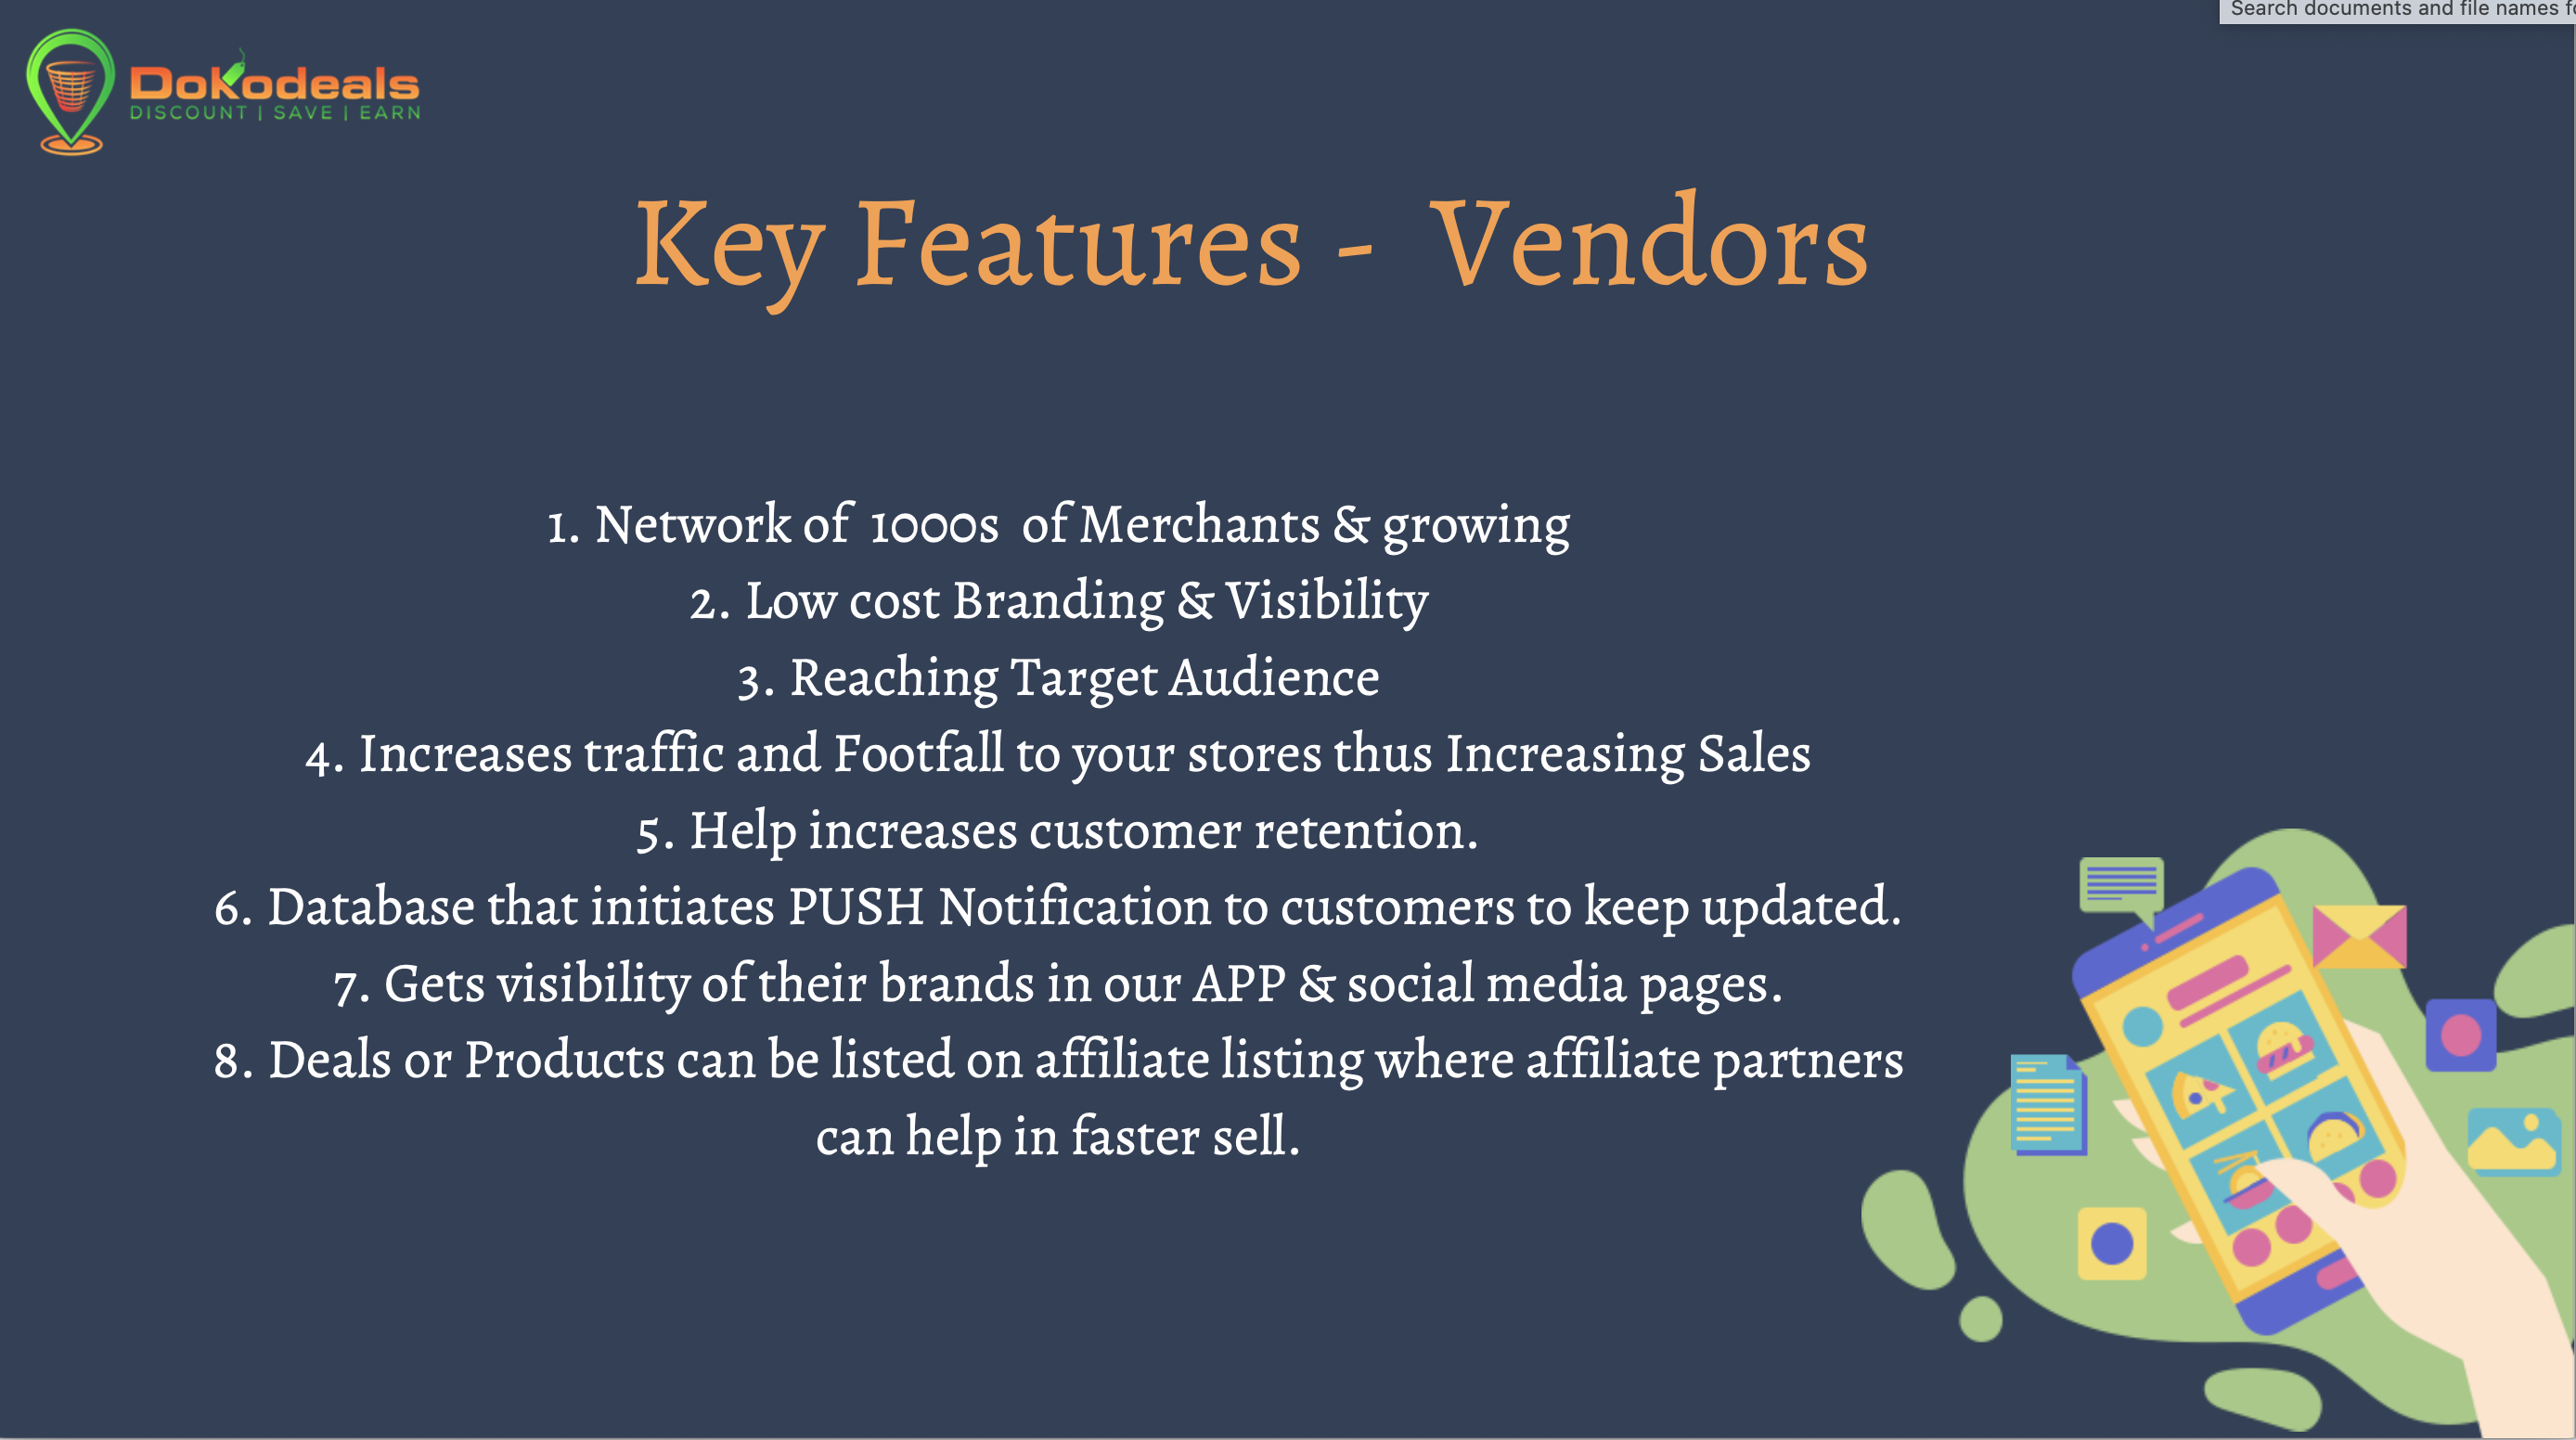 Search documents and file names
DoKodeals
DISCOUNT | SAVE | EARN
Key Features - Vendors
1. Network of 1000s of Merchants & growing
2. Low cost Branding & Visibility
3. Reaching Target Audience
4. Increases traffic and Footfall to your stores thus Increasing Sales
5. Help increases customer retention.
6. Database that initiates PUSH Notification to customers to keep updated.
7. Gets visibility of their brands in our APP & social media pages.
8. Deals or Products can be listed on affiliate listing where affiliate partners
can help in faster sell.